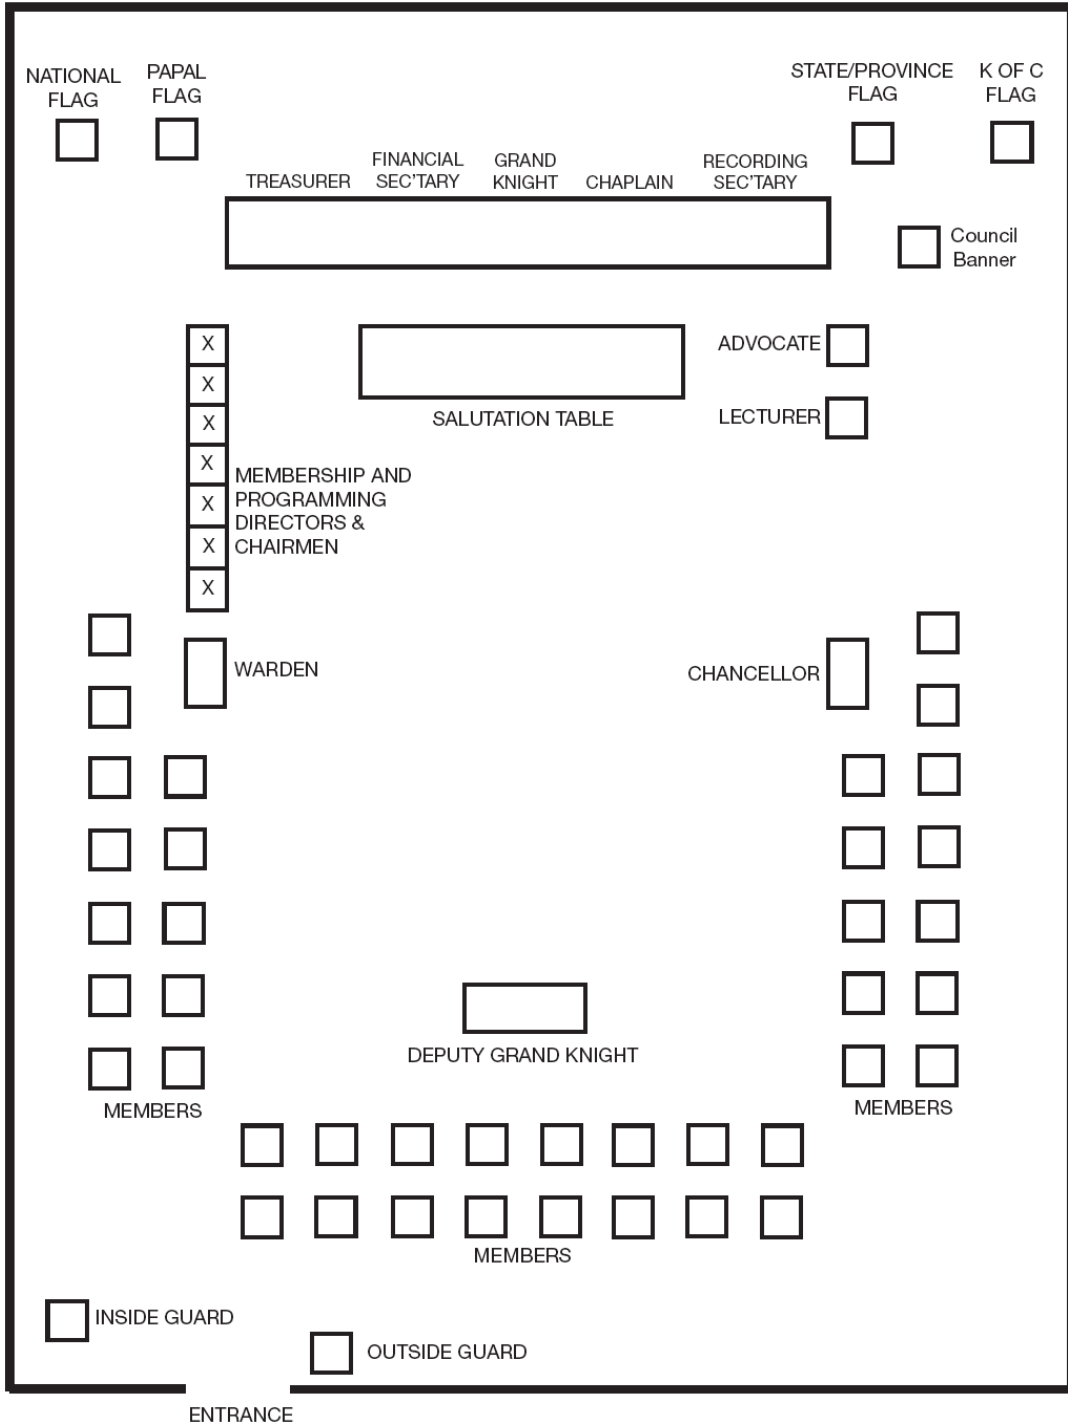 NATIONAL
FLAG
PAPAL
FLAG
STATE/PROVINCE
FLAG
K OF C
FLAG
TREASURER
FINANCIAL
SEC'TARY
GRAND
KNIGHT
CHAPLAIN
RECORDING
SEC'TARY
Council
Banner
X
X
X
X
X
X
X
SALUTATION TABLE
ADVOCATE
LECTURER
MEMBERSHIP AND
PROGRAMMING
DIRECTORS &
CHAIRMEN
WARDEN
CHANCELLOR
DEPUTY GRAND KNIGHT
MEMBERS
MEMBERS
MEMBERS
INSIDE GUARD
OUTSIDE GUARD
ENTRANCE